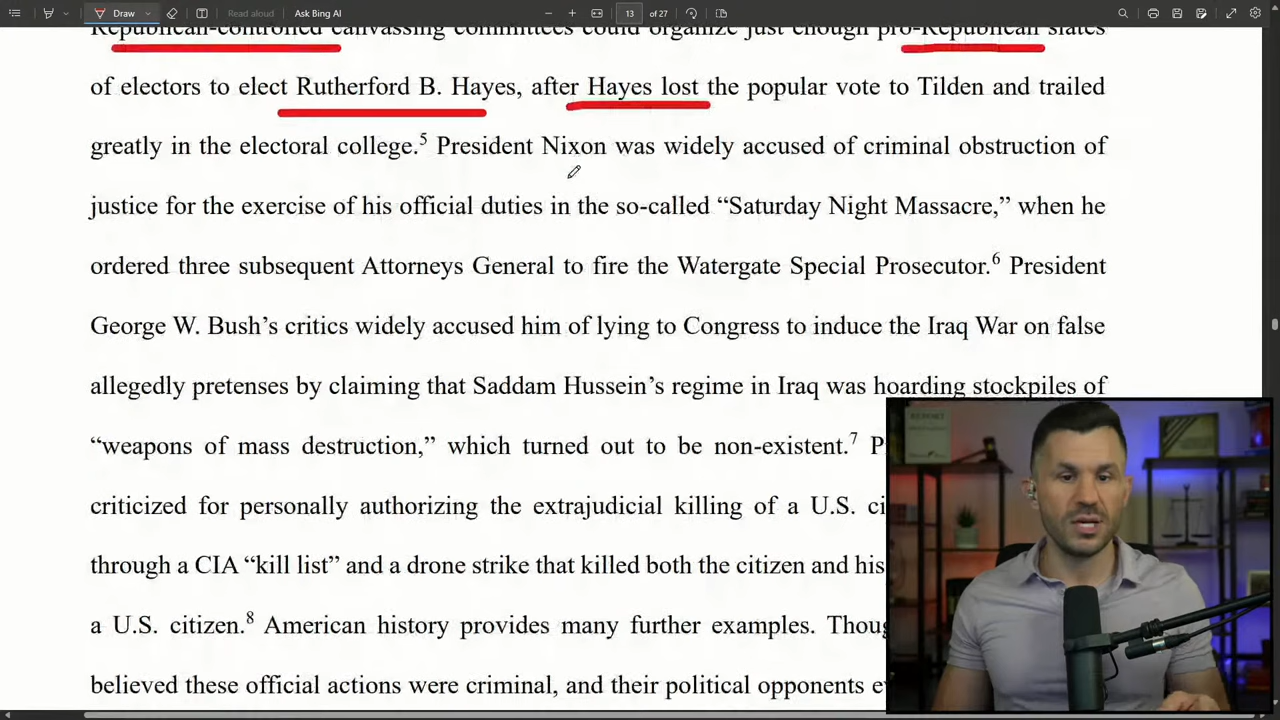 Draw Read aloud Ask Bing AI 13 of 27
Republican-controlled canvassing committees could organize just enough pro-Republican slates
of electors to elect Rutherford B. Hayes, after Hayes lost the popular vote to Tilden and trailed
greatly in the electoral college.5 President Nixon was widely accused of criminal obstruction of
justice for the exercise of his official duties in the so-called “Saturday Night Massacre,” when he
ordered three subsequent Attorneys General to fire the Watergate Special Prosecutor.6 President
George W. Bush’s critics widely accused him of lying to Congress to induce the Iraq War on false
allegedly pretenses by claiming that Saddam Hussein’s regime in Iraq was hoarding stockpiles of
“weapons of mass destruction,” which turned out to be non-existent.7
criticized for personally authorizing the extrajudicial killing of a U.S.
through a CIA “kill list” and a drone strike that killed both the citizen and his
a U.S. citizen.8 American history provides many further examples.
believed these official actions were criminal, and their political opponents